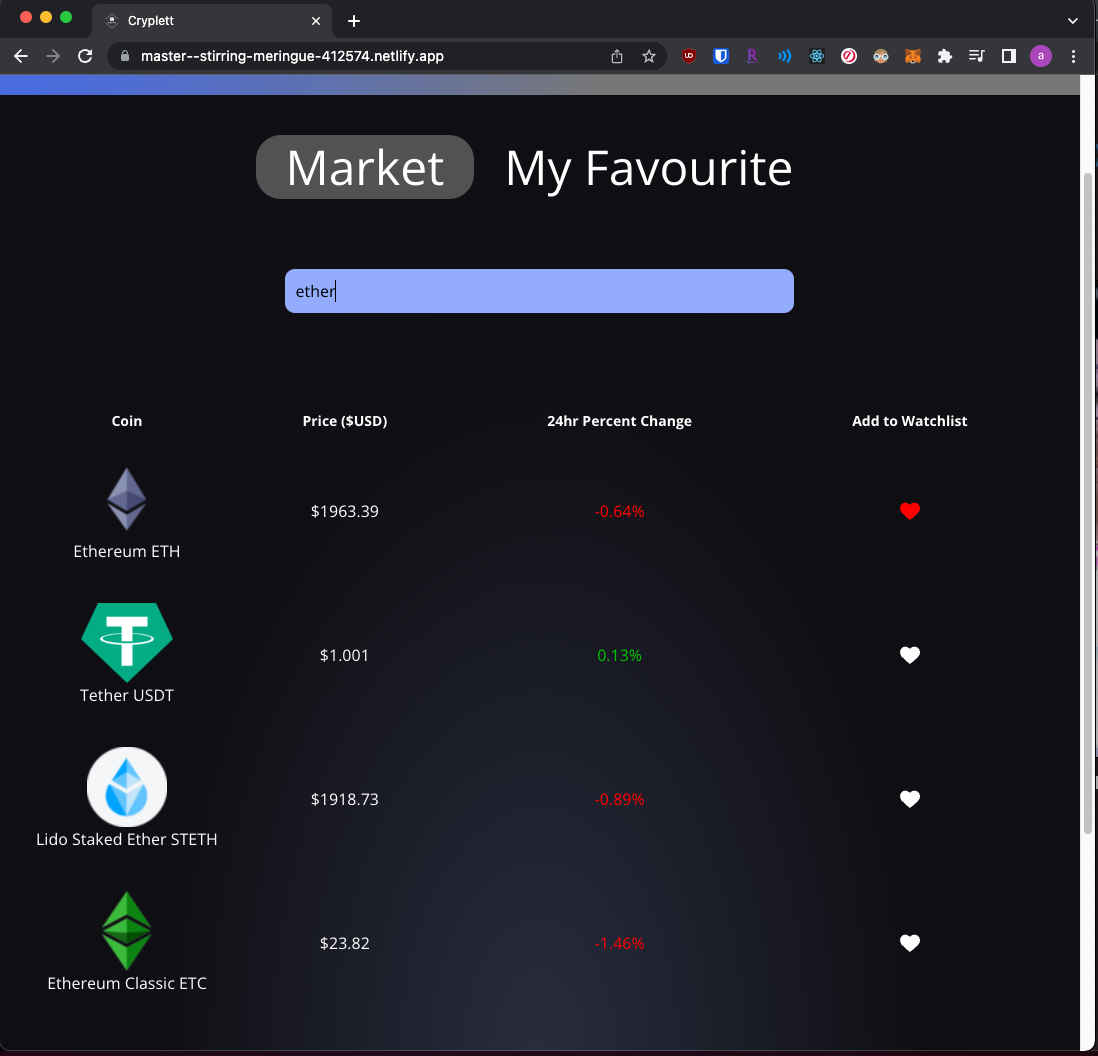 Cryplett
master--stirring-meringue-412574.netlify.app
Market My Favourite
ether
Coin Price ($USD) 24hr Percent Change Add to Watchlist
$1963.39 -0.64%
Ethereum ETH
$1.001 0.13%
Tether USDT
$1918.73 -0.89%
Lido Staked Ether STETH
$23.82 -1.46%
Ethereum Classic ETC